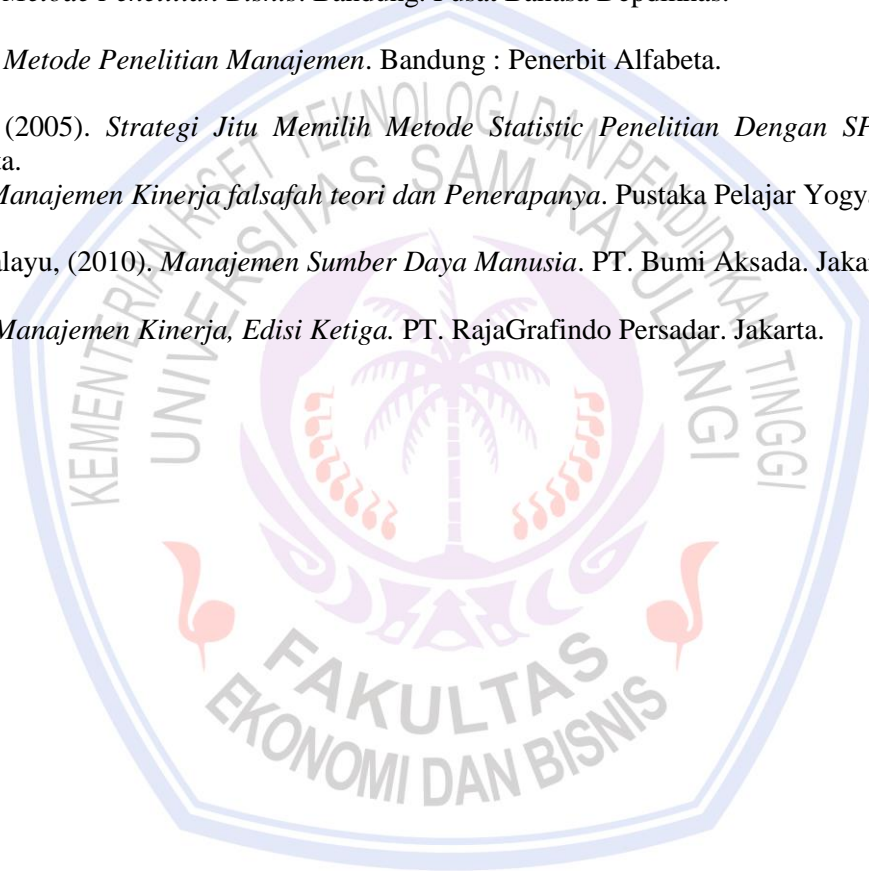 Metode Penelitian Bisnis. Bandung: Pusat Bahasa Depdiknas.
Metode Penelitian Manajemen. Bandung : Penerbit Alfabeta.
(2005). Strategi Jitu Memilih Metode Statistic Penelitian Dengan SP
ta.
Manajemen Kinerja falsafah teori dan Penerapanya. Pustaka Pelajar Yogy
layu, (2010). Manajemen Sumber Daya Manusia. PT. Bumi Aksada. Jaka
Manajemen Kinerja, Edisi Ketiga. PT. RajaGrafindo Persadar. Jakarta.
KEMENTERIAN RISET TEKNOLOGI DAN PENDIDIKAN TINGGI
UNIVERSITAS SAM RATULANGI
FAKULTAS
EKONOMI DAN BISNIS